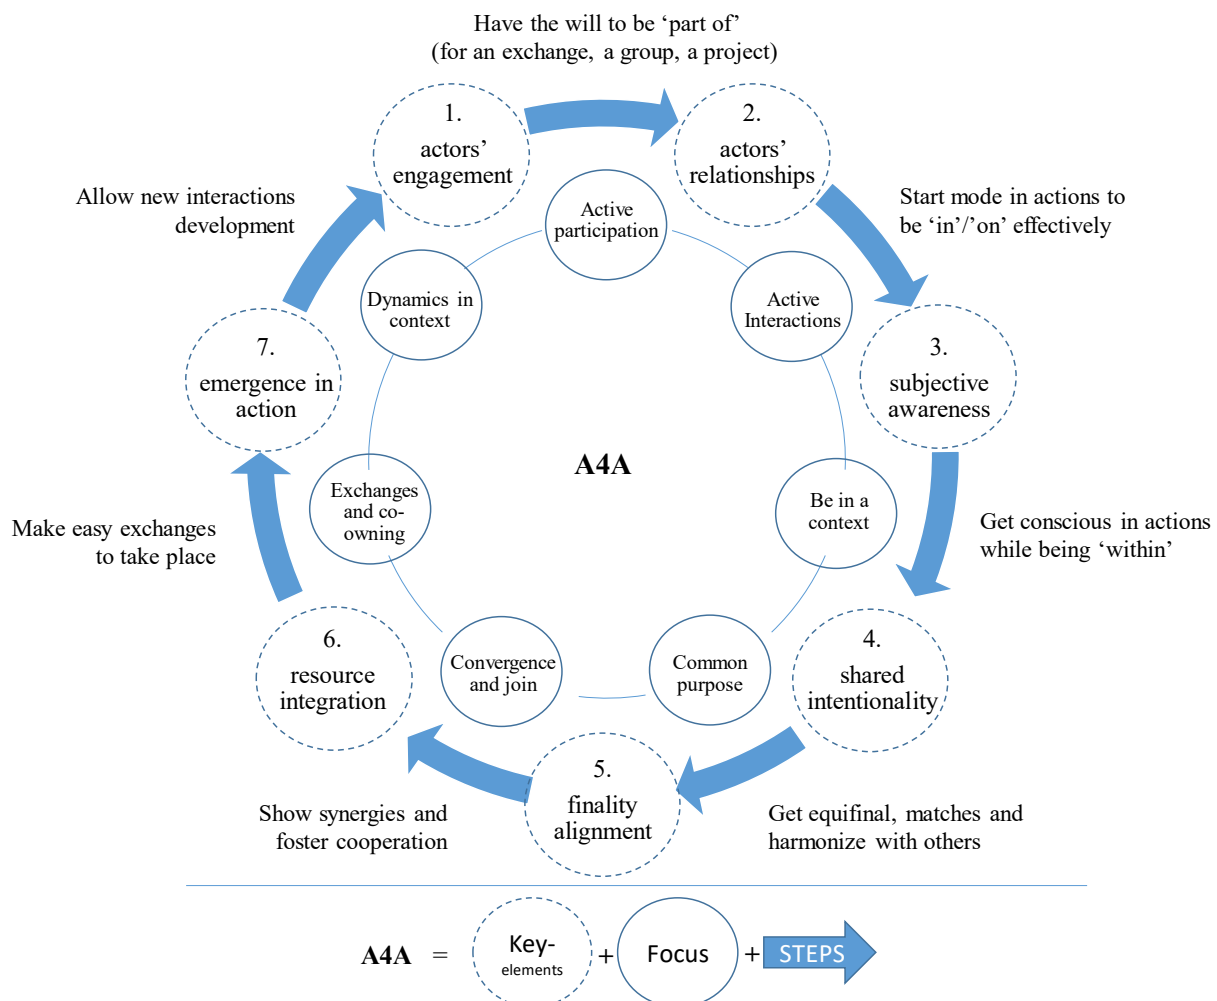 Have the will to be ‘part of’
(for an exchange, a group, a project)
1.
actors’
engagement
2.
actors’
relationships
Active
participation
Allow new interactions
development
Start mode in actions to
be ‘in’/’on’ effectively
Dynamics in
context
Active
Interactions
7.
emergence in
action
3.
subjective
awareness
A4A
Exchanges
and co-
owning
Be in a
context
Make easy exchanges
to take place
Get conscious in actions
while being ‘within’
6.
resource
integration
4.
shared
intentionality
Convergence
and join
Common
purpose
5.
finality
alignment
Show synergies and
foster cooperation
Get equifinal, matches and
harmonize with others
A4A = Key- + Focus + STEPS
elements